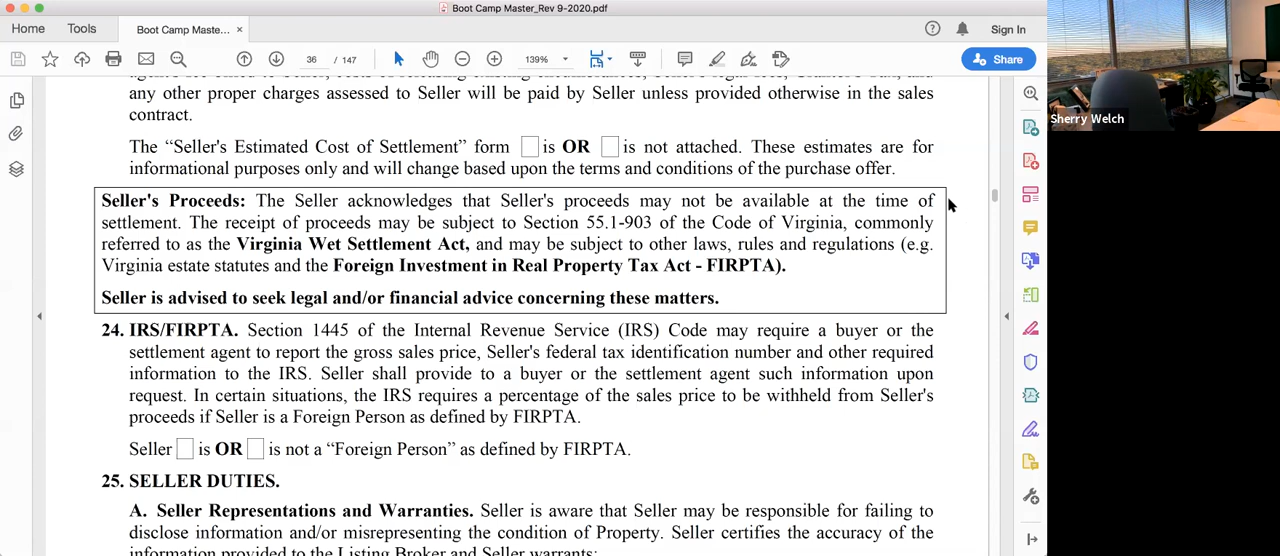 Boot Camp Master_Rev 9-2020.pdf
Home Tools Boot Camp Maste... × Sign In
36 / 147 139% Share
Sherry Welch
any other proper charges assessed to Seller will be paid by Seller unless provided otherwise in the sales
contract.
The “Seller's Estimated Cost of Settlement” form is OR is not attached. These estimates are for
informational purposes only and will change based upon the terms and conditions of the purchase offer.
Seller's Proceeds: The Seller acknowledges that Seller's proceeds may not be available at the time of
settlement. The receipt of proceeds may be subject to Section 55.1-903 of the Code of Virginia, commonly
referred to as the Virginia Wet Settlement Act, and may be subject to other laws, rules and regulations (e.g.
Virginia estate statutes and the Foreign Investment in Real Property Tax Act - FIRPTA).
Seller is advised to seek legal and/or financial advice concerning these matters.
24. IRS/FIRPTA. Section 1445 of the Internal Revenue Service (IRS) Code may require a buyer or the
settlement agent to report the gross sales price, Seller's federal tax identification number and other required
information to the IRS. Seller shall provide to a buyer or the settlement agent such information upon
request. In certain situations, the IRS requires a percentage of the sales price to be withheld from Seller's
proceeds if Seller is a Foreign Person as defined by FIRPTA.
Seller is OR is not a “Foreign Person” as defined by FIRPTA.
25. SELLER DUTIES.
A. Seller Representations and Warranties. Seller is aware that Seller may be responsible for failing to
disclose information and/or misrepresenting the condition of Property. Seller certifies the accuracy of the
information provided to the Listing Broker and Seller warrants: